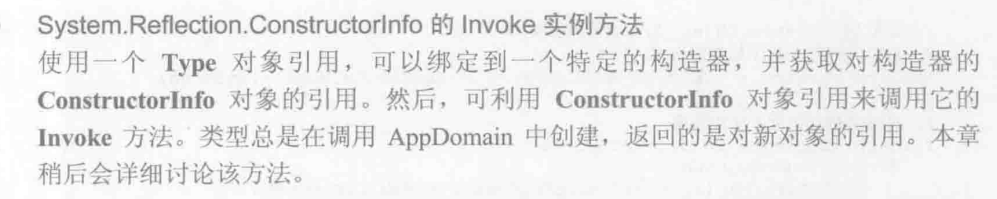 System.Reflection.ConstructorInfo 的 Invoke 实例方法
使用一个 Type 对象引用，可以绑定到一个特定的构造器，并获取对构造器的
ConstructorInfo 对象的引用。然后，可利用 ConstructorInfo 对象引用来调用它的
Invoke 方法。类型总是在调用 AppDomain 中创建，返回的是对新对象的引用。本章
稍后会详细讨论该方法。